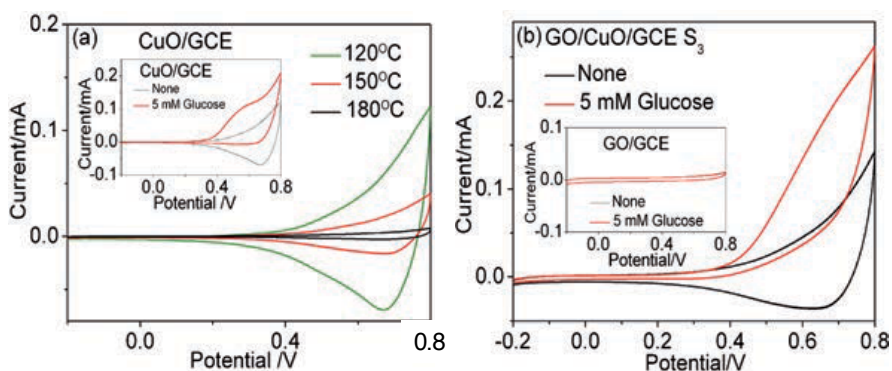 (a) CuO/GCE
0.2
0.1
0.0
Current/mA
0.0
0.4
0.8
Potential /V
120°C
150°C
180°C
CuO/GCE
None
5 mM Glucose
0.2
0.1
0.0
-0.1
Current/mA
0.0
0.4
0.8
Potential /V
(b) GO/CuO/GCE S₃
None
5 mM Glucose
0.2
0.1
0.0
Current/mA
-0.2
0.0
0.2
0.4
0.6
0.8
Potential/V
GO/GCE
None
5 mM Glucose
0.1
0.0
-0.1
Current/mA
0.0
0.4
0.8
Potential/V